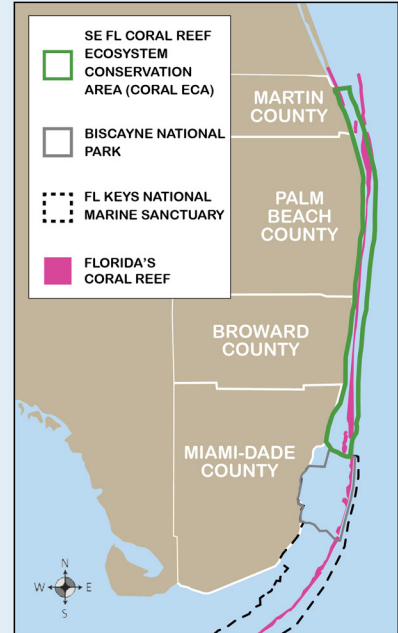 SE FL CORAL REEF
ECOSYSTEM
CONSERVATION
AREA (CORAL ECA)
BISCAYNE NATIONAL
PARK
FL KEYS NATIONAL
MARINE SANCTUARY
FLORIDA'S
CORAL REEF
MARTIN
COUNTY
PALM
BEACH
COUNTY
BROWARD
COUNTY
MIAMI-DADE
COUNTY
N
W E
S